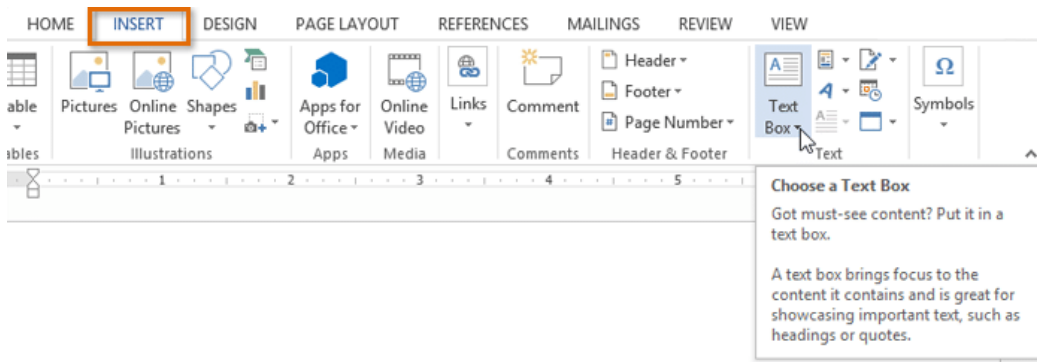 HOME INSERT DESIGN PAGE LAYOUT REFERENCES MAILINGS REVIEW VIEW
able
Pictures
Online
Pictures
Shapes
Apps for
Office
Online
Video
Links
Comment
Header
Footer
Page Number
Text
Box
Symbols
ables Illustrations Apps Media Comments Header & Footer Text
1 2 3 4 5
Choose a Text Box
Got must-see content? Put it in a
text box.
A text box brings focus to the
content it contains and is great for
showcasing important text, such as
headings or quotes.